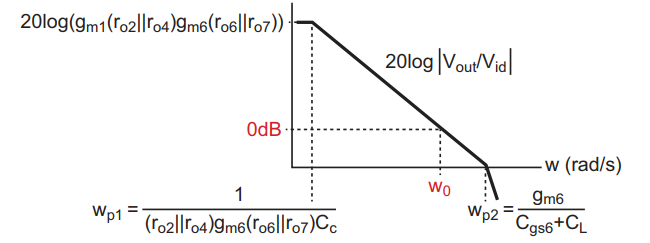 20log(gm1(ro2||ro4)gm6(ro6||ro7))
20log|Vout/Vid|
0dB
w (rad/s)
w0
wp1 = 1 / (ro2||ro4)gm6(ro6||ro7)Cc
wp2 = gm6 / Cgs6+CL